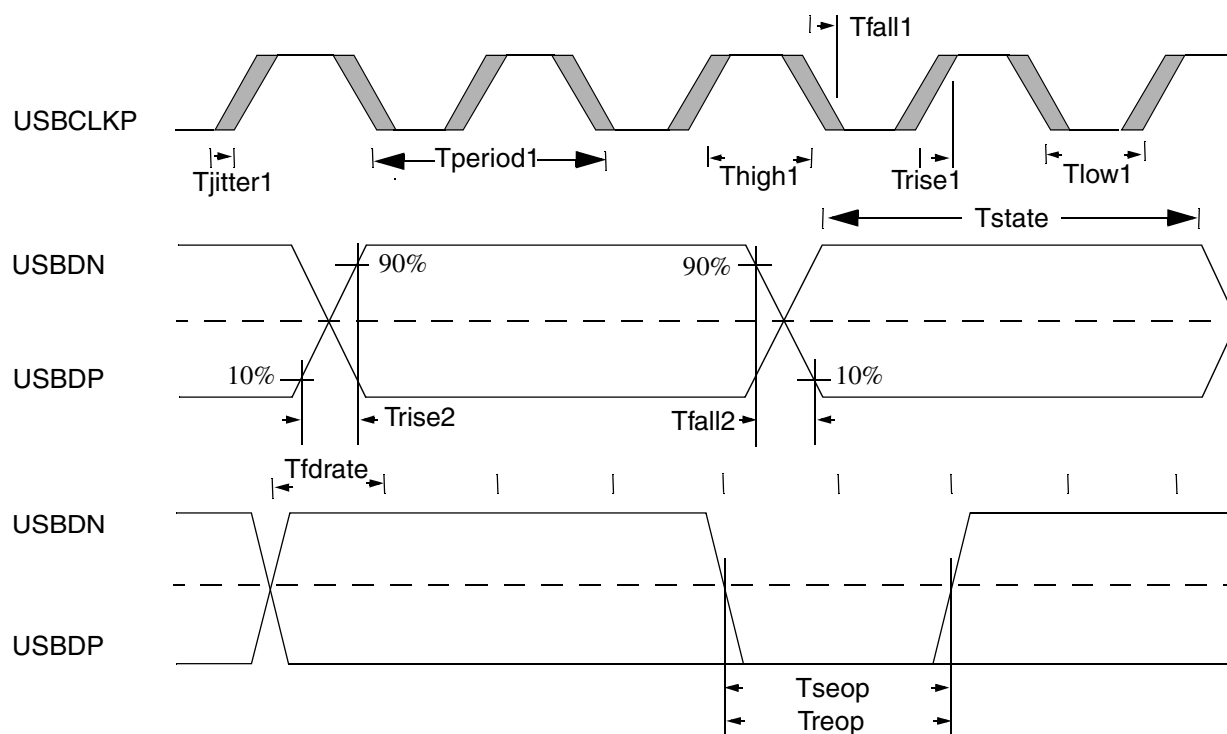 Tfall1
USBCLKP
Tjitter1
Tperiod1
Thigh1
Trise1
Tlow1
Tstate
USBDN
90%
90%
USBDP
10%
10%
Trise2
Tfall2
Tfdrate
USBDN
USBDP
Tseop
Treop